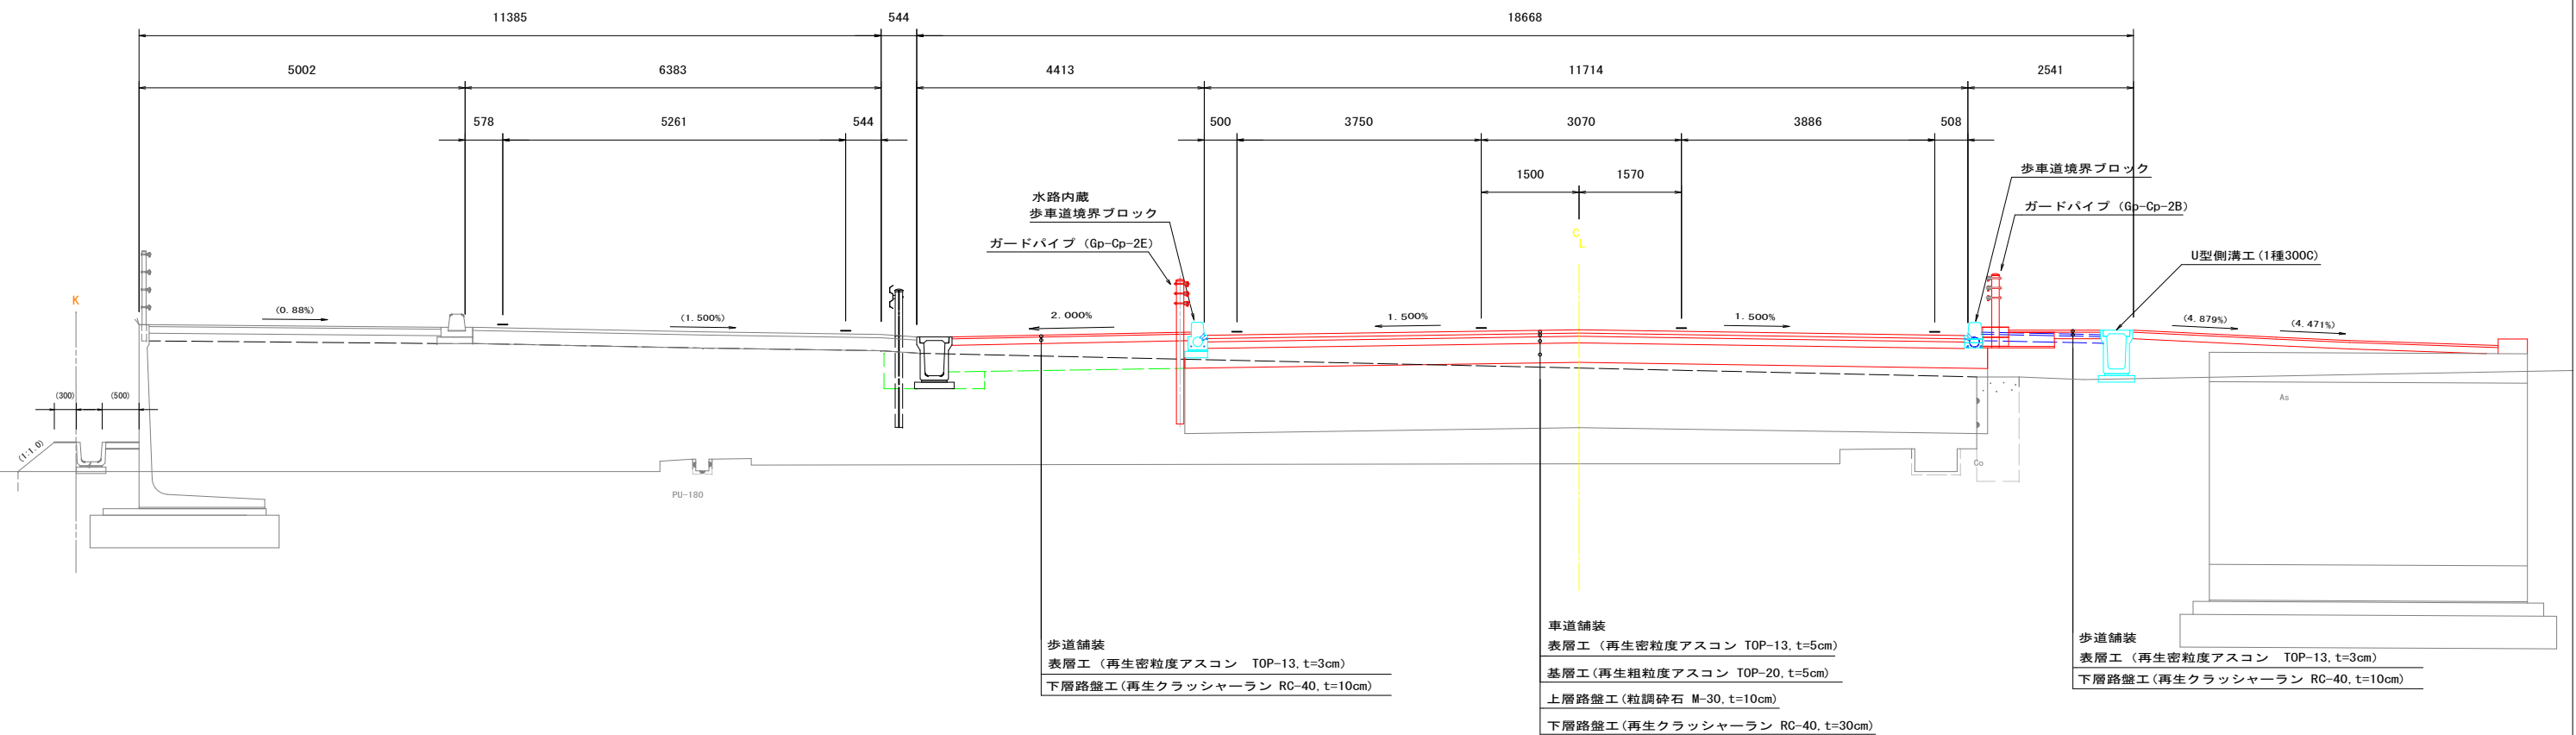 11385
544
18668
5002
6383
4413
11714
2541
578
5261
544
500
3750
3070
3886
508
1500
1570
水路内蔵
歩車道境界ブロック
ガードパイプ (Gp-Cp-2E)
歩車道境界ブロック
ガードパイプ (Gp-Cp-2B)
U型側溝工(1種300C)
C
L
K
(0.88%)
(1.500%)
2.000%
1.500%
1.500%
(4.879%)
(4.471%)
(300)
(500)
(1:1.0)
PU-180
Co
As
歩道舗装
表層工 (再生密粒度アスコン TOP-13, t=3cm)
下層路盤工(再生クラッシャーラン RC-40, t=10cm)
車道舗装
表層工 (再生密粒度アスコン TOP-13, t=5cm)
基層工(再生粗粒度アスコン TOP-20, t=5cm)
上層路盤工(粒調砕石 M-30, t=10cm)
下層路盤工(再生クラッシャーラン RC-40, t=30cm)
歩道舗装
表層工 (再生密粒度アスコン TOP-13, t=3cm)
下層路盤工(再生クラッシャーラン RC-40, t=10cm)